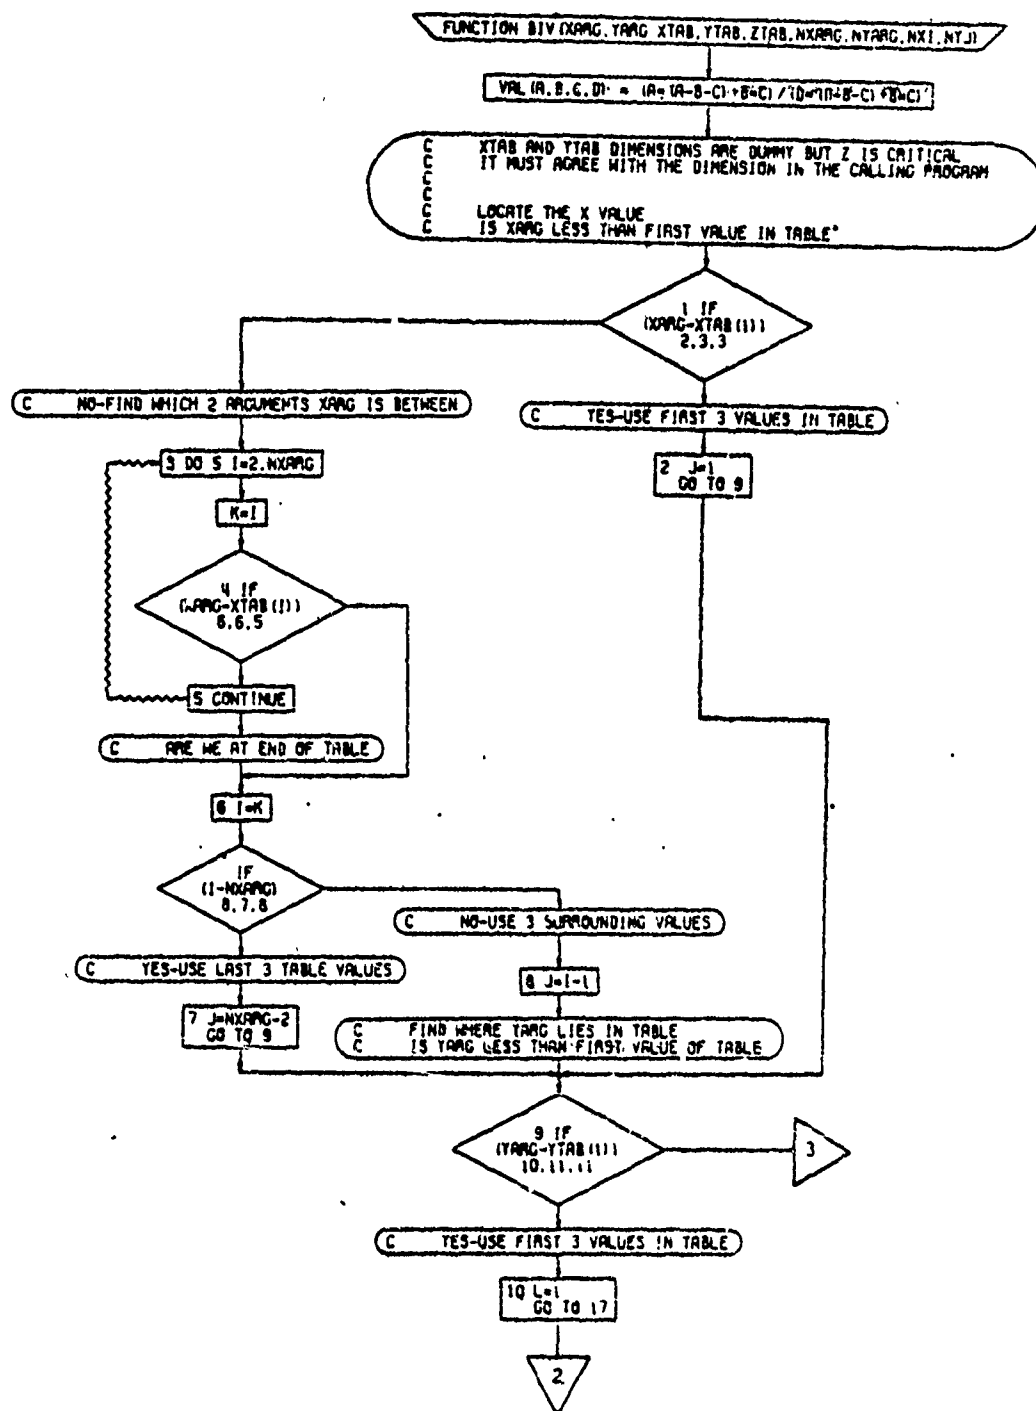 FUNCTION BIV(XARG,YARG XTAB,YTAB,ZTAB,NXARG,NYARG,NXI,NYJ)
VAL(A,B,C,D) =
C XTAB AND YTAB DIMENSIONS ARE DUMMY BUT Z IS CRITICAL
C IT MUST AGREE WITH THE DIMENSION IN THE CALLING PROGRAM
C
C
C LOCATE THE X VALUE
C IS XARG LESS THAN FIRST VALUE IN TABLE
1 IF
(XARG-XTAB(1))
2,3,3
C NO-FIND WHICH 2 ARGUMENTS XARG IS BETWEEN
C YES-USE FIRST 3 VALUES IN TABLE
3 DO 5 I=2,NXARG
2 J=1
GO TO 9
K=I
4 IF
(XARG-XTAB(I))
6,6,5
5 CONTINUE
C ARE WE AT END OF TABLE
6 I=K
IF
(I-NXARG)
8,7,8
C NO-USE 3 SURROUNDING VALUES
C YES-USE LAST 3 TABLE VALUES
8 J=I-1
7 J=NXARG-2
GO TO 9
C FIND WHERE YARG LIES IN TABLE
C IS YARG LESS THAN FIRST VALUE OF TABLE
9 IF
(YARG-YTAB(1))
10,11,11
3
C YES-USE FIRST 3 VALUES IN TABLE
10 L=1
GO TO 17
2